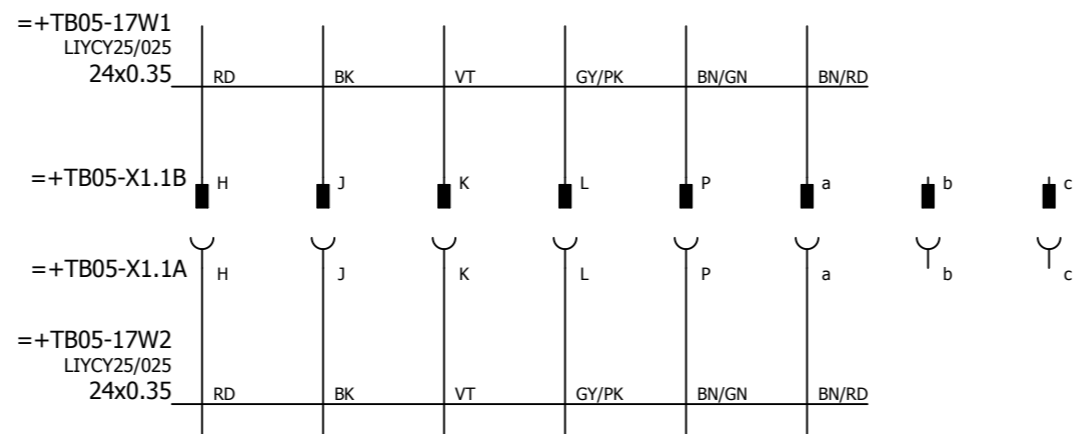 =+TB05-17W1
LIYCY25/025
24x0.35 RD BK VT GY/PK BN/GN BN/RD
=+TB05-X1.1B H J K L P a b c
=+TB05-X1.1A H J K L P a b c
=+TB05-17W2
LIYCY25/025
24x0.35 RD BK VT GY/PK BN/GN BN/RD